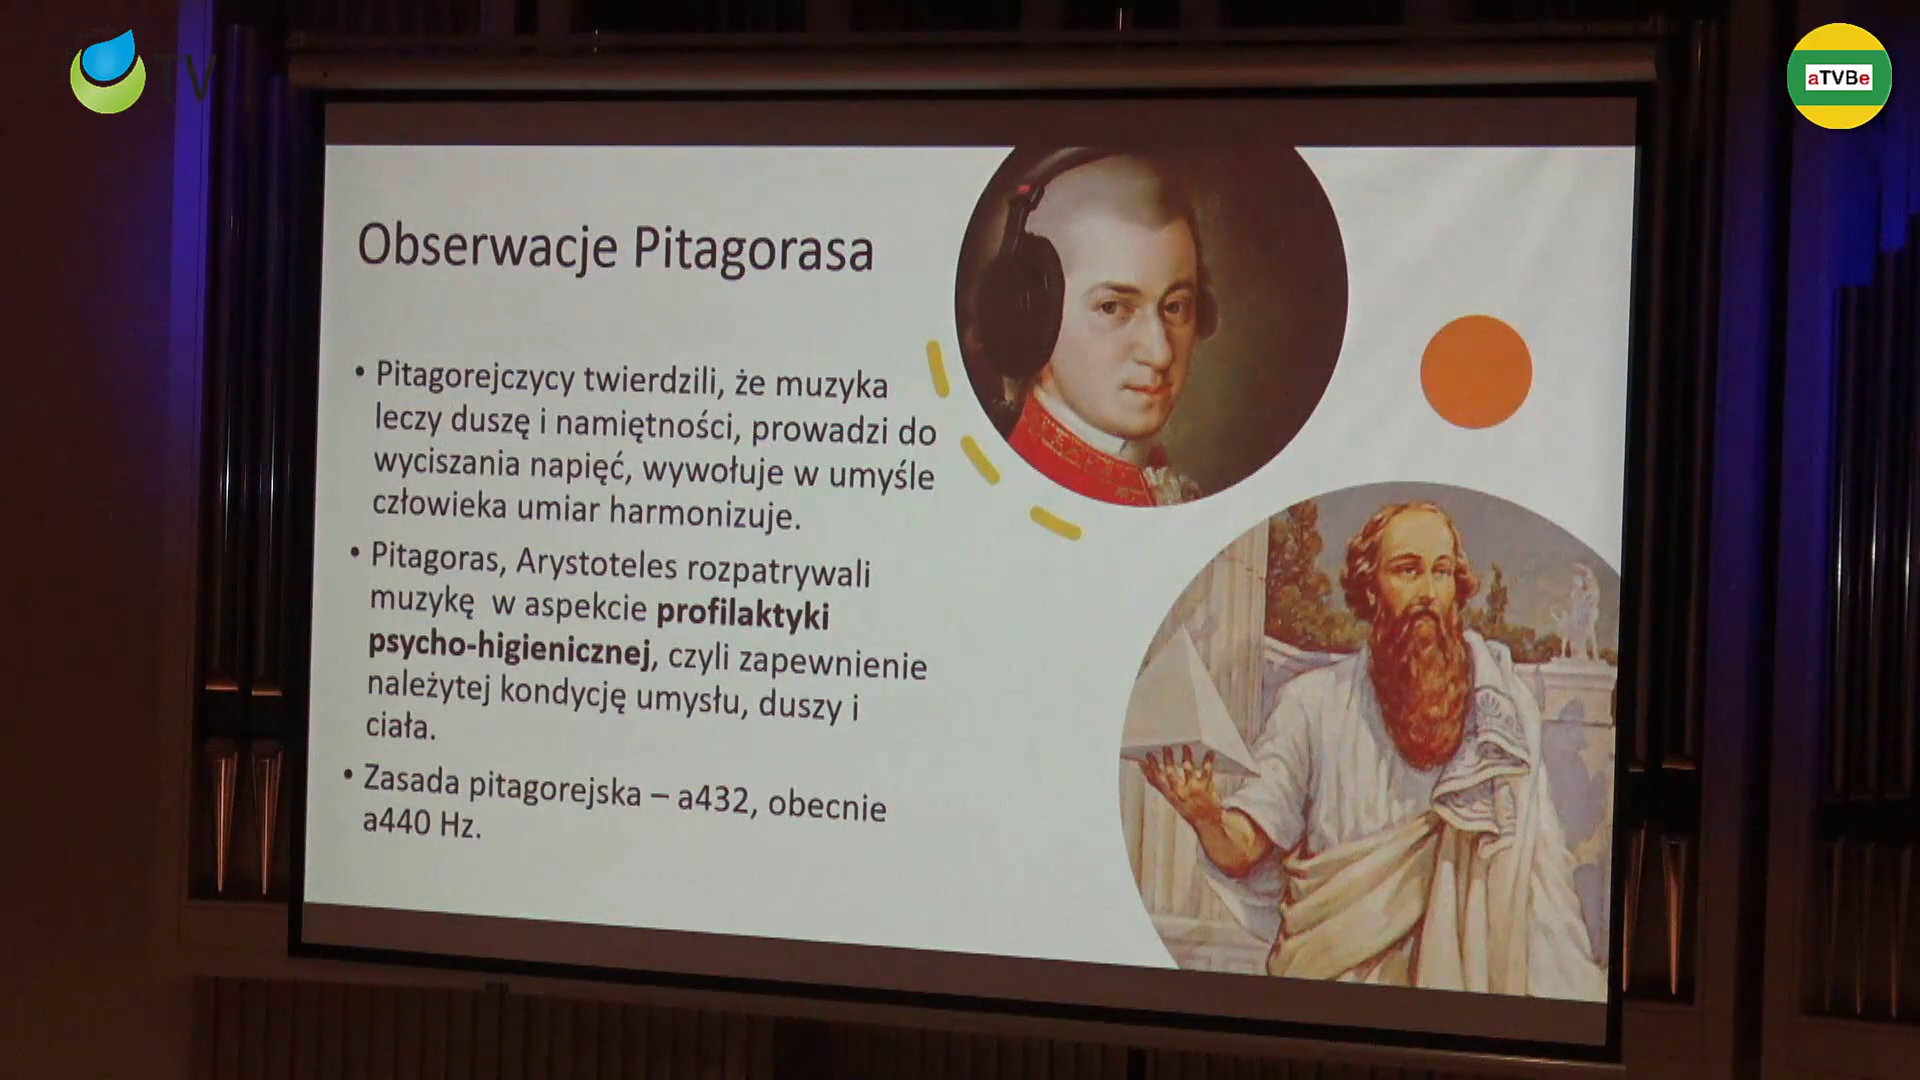 TV
aTVBe
Obserwacje Pitagorasa
• Pitagorejczycy twierdzili, że muzyka
leczy duszę i namiętności, prowadzi do
wyciszania napięć, wywołuje w umyśle
człowieka umiar harmonizuje.
• Pitagoras, Arystoteles rozpatrywali
muzykę w aspekcie profilaktyki
psycho-higienicznej, czyli zapewnienie
należytej kondycję umysłu, duszy i
ciała.
• Zasada pitagorejska – a432, obecnie
a440 Hz.